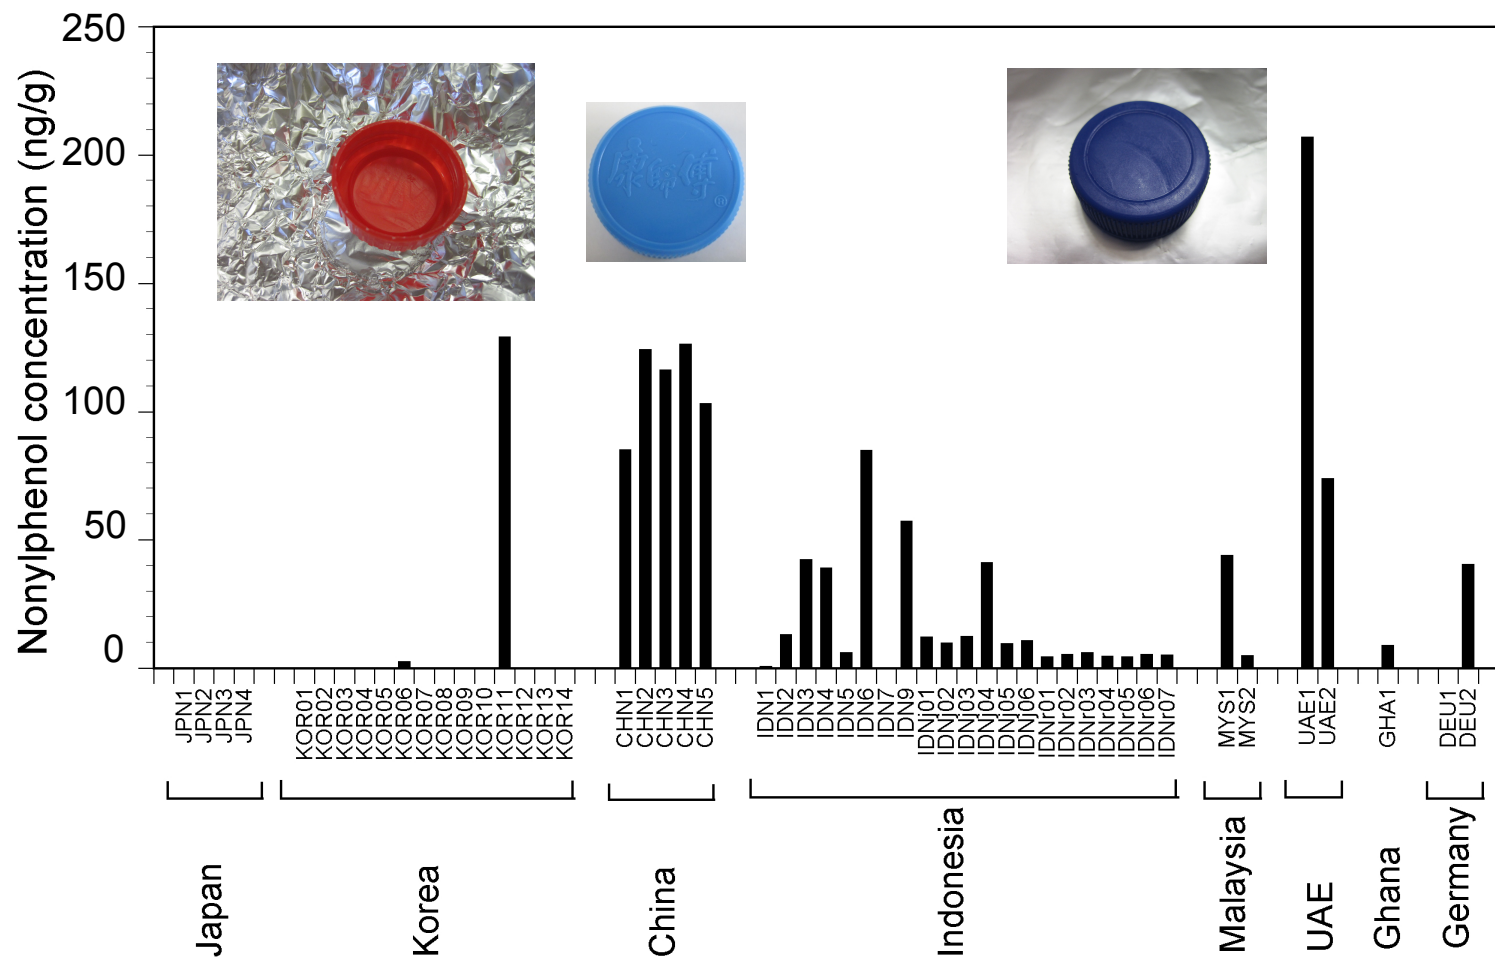 Nonylphenol concentration (ng/g)
250
200
150
100
50
0
康師傅®
JPN1
JPN2
JPN3
JPN4
KOR01
KOR02
KOR03
KOR04
KOR05
KOR06
KOR07
KOR08
KOR09
KOR10
KOR11
KOR12
KOR13
KOR14
CHN1
CHN2
CHN3
CHN4
CHN5
IDN1
IDN2
IDN3
IDN4
IDN5
IDN6
IDN7
IDN9
IDNj01
IDNj02
IDNj03
IDNj04
IDNj05
IDNj06
IDNr01
IDNr02
IDNr03
IDNr04
IDNr05
IDNr06
IDNr07
MYS1
MYS2
UAE1
UAE2
GHA1
DEU1
DEU2
Japan
Korea
China
Indonesia
Malaysia
UAE
Ghana
Germany